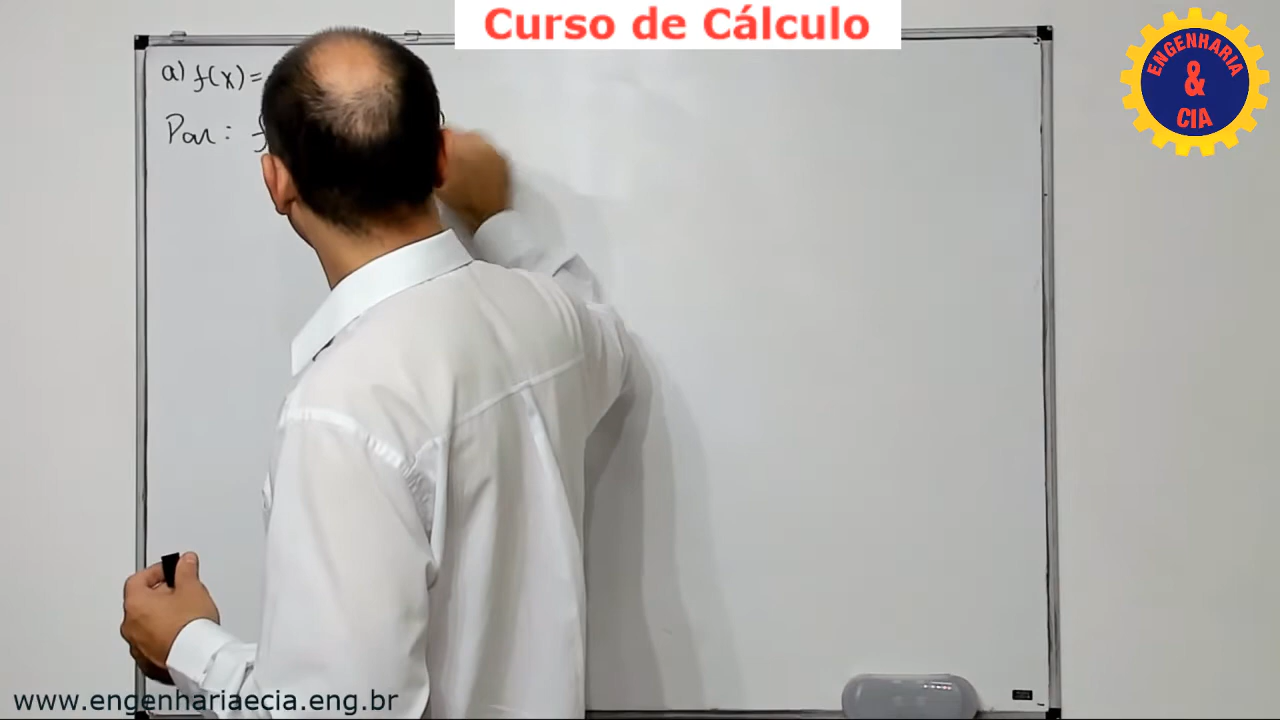 Curso de Cálculo
ENGENHARIA
&
CIA
a) f(x) =
Par: f
www.engenhariaecia.eng.br